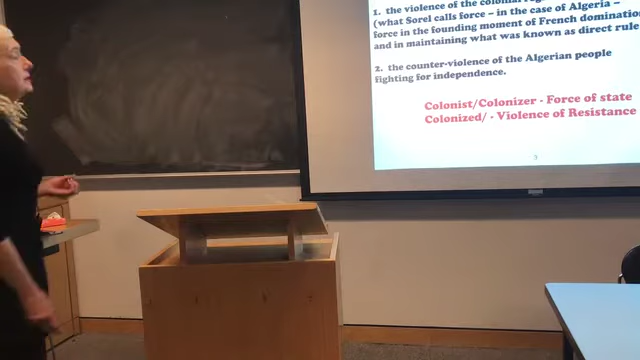 1. the violence of the colonial
(what Sorel calls force – in the case of Algeria –
force in the founding moment of French domination
and in maintaining what was known as direct rule
2. the counter-violence of the Algerian people
fighting for independence.
Colonist/Colonizer - Force of state
Colonized/ - Violence of Resistance
3